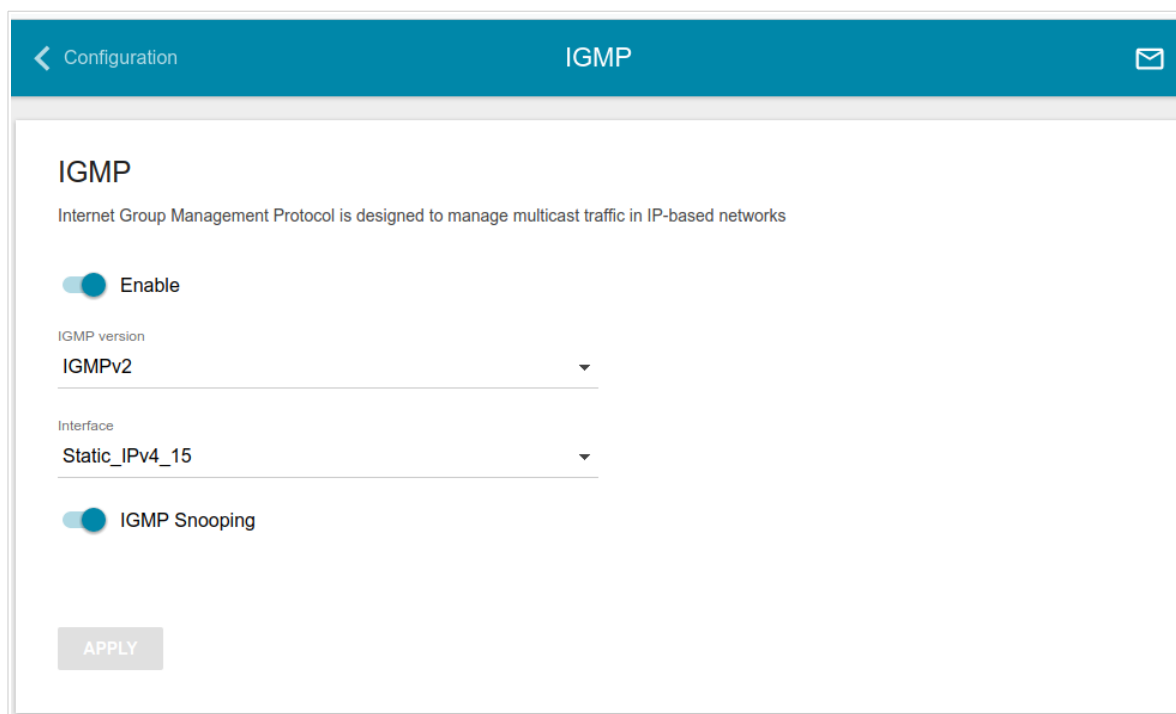 Configuration
IGMP
IGMP
Internet Group Management Protocol is designed to manage multicast traffic in IP-based networks
Enable
IGMP version
IGMPv2
Interface
Static_IPv4_15
IGMP Snooping
APPLY